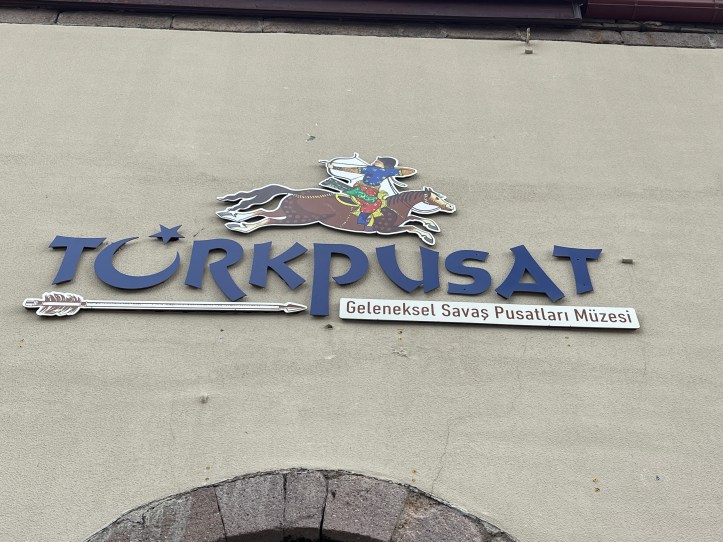 TÜRKPUSAT
Geleneksel Savaş Pusatları Müzesi